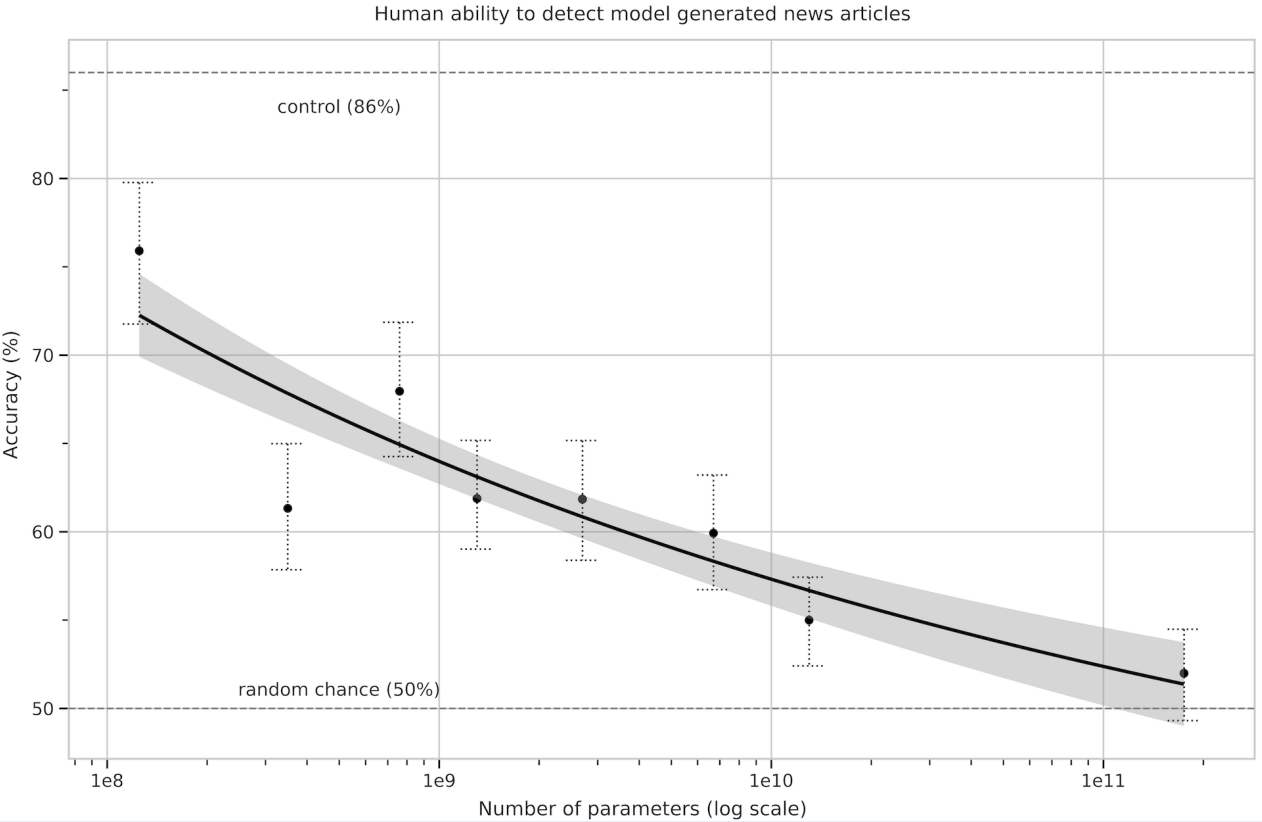 Human ability to detect model generated news articles
control (86%)
80
70
60
random chance (50%)
50
Accuracy (%)
1e8 1e9 1e10 1e11
Number of parameters (log scale)